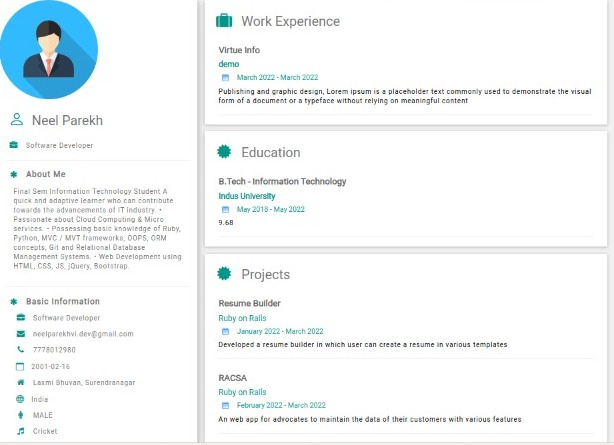 Neel Parekh
Software Developer
About Me
Final Sem Information Technology Student A
quick and adaptive learner who can contribute
towards the advancements of IT industry. •
Passionate about Cloud Computing & Micro
services. • Possessing basic knowledge of Ruby,
Python, MVC / MVT frameworks, OOPS, ORM
concepts, Git and Relational Database
Management Systems. • Web Development using
HTML, CSS, JS, jQuery, Bootstrap.
Basic Information
Software Developer
neelparekhvi.dev@gmail.com
7778012980
2001-02-16
Laxmi Bhuvan, Surendranagar
India
MALE
Cricket
Work Experience
Virtue Info
demo
March 2022 - March 2022
Publishing and graphic design, Lorem ipsum is a placeholder text commonly used to demonstrate the visual
form of a document or a typeface without relying on meaningful content
Education
B.Tech - Information Technology
Indus University
May 2018 - May 2022
9.68
Projects
Resume Builder
Ruby on Rails
January 2022 - March 2022
Developed a resume builder in which user can create a resume in various templates
RACSA
Ruby on Rails
February 2022 - March 2022
An web app for advocates to maintain the data of their customers with various features